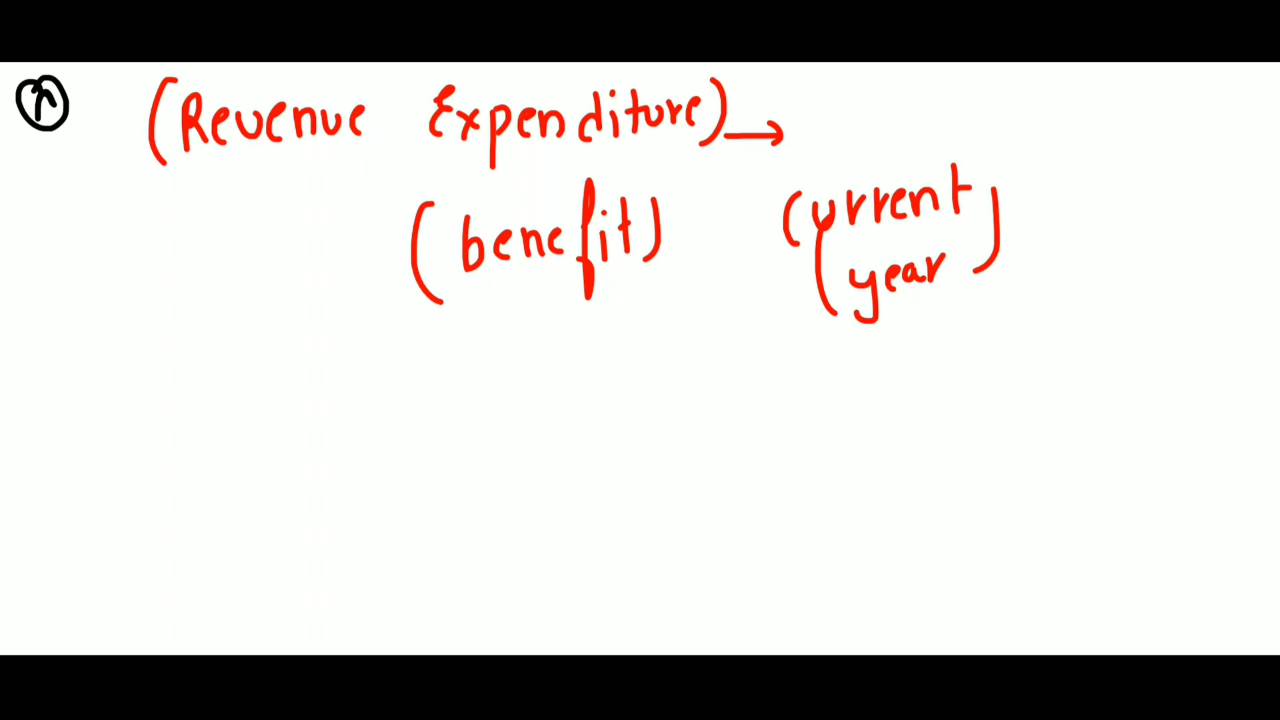 (Revenue Expenditure) →
(benefit) (current
year)